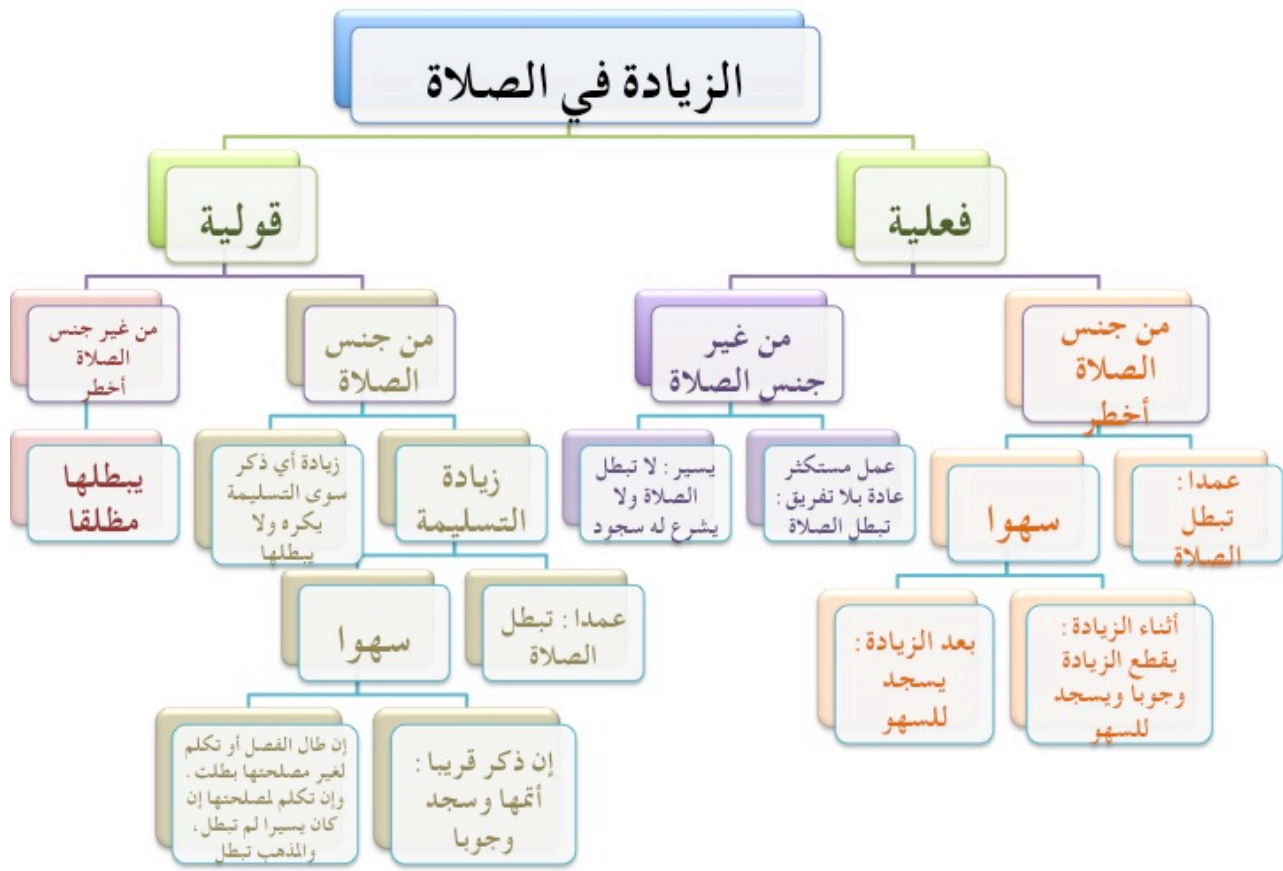 الزيادة في الصلاة
فعلية
قولية
من جنس
الصلاة
أخطر
من غير
جنس الصلاة
من جنس
الصلاة
من غير جنس
الصلاة
أخطر
عمدا :
تبطل
الصلاة
سهوا
عمل مستكثر
عادة بلا تفريق :
تبطل الصلاة
يسير : لا تبطل
الصلاة ولا
يشرع له سجود
زيادة
التسليمة
زيادة أي ذكر
سوى التسليمة
يكره ولا
يبطلها
يبطلها
مظلقا
أثناء الزيادة :
يقطع الزيادة
وجوبا ويسجد
للسهو
بعد الزيادة :
يسجد
للسهو
عمدا : تبطل
الصلاة
سهوا
إن ذكر قريبا :
أتمها وسجد
وجوبا
إن طال الفصل أو تكلم
لغير مصلحتها بطلت .
وإن تكلم لمصلحتها إن
كان يسيرا لم تبطل ،
والمذهب تبطل